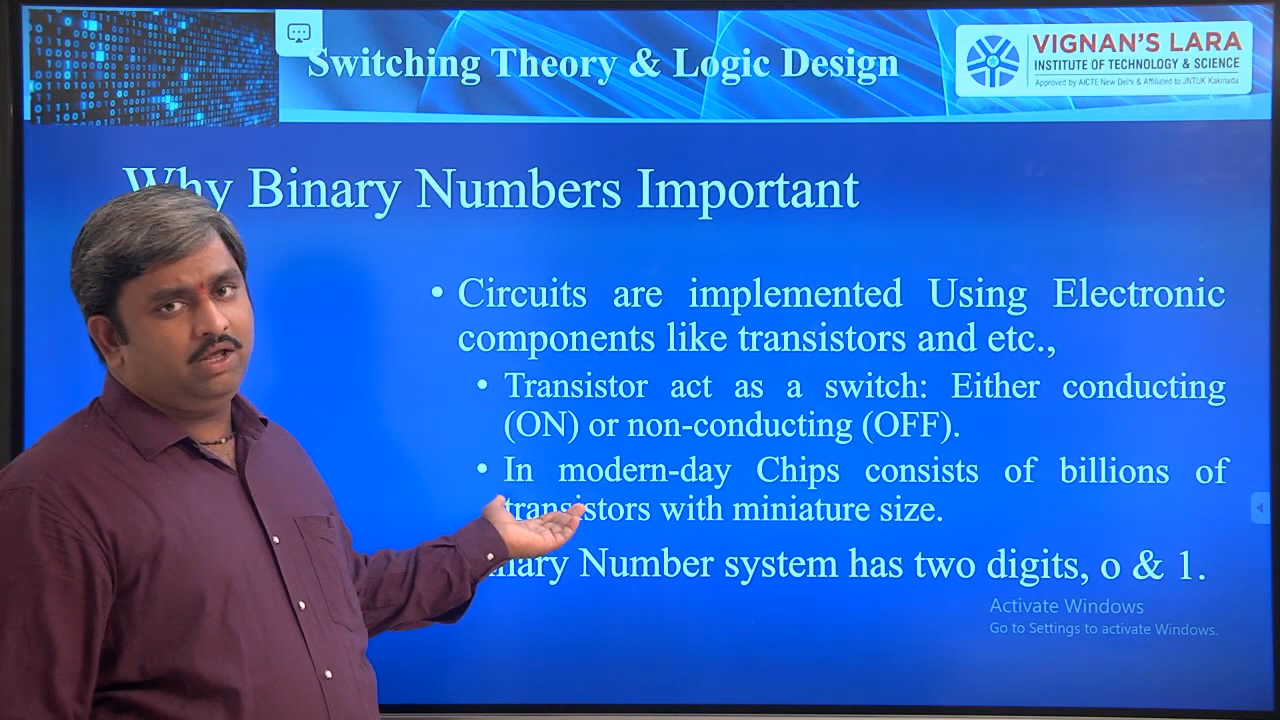 Switching Theory & Logic Design
VIGNAN'S LARA
INSTITUTE OF TECHNOLOGY & SCIENCE
Approved by AICTE New Delhi & Affiliated to JNTUK Kakinada
Why Binary Numbers Important
• Circuits are implemented Using Electronic
components like transistors and etc.,
• Transistor act as a switch: Either conducting
(ON) or non-conducting (OFF).
• In modern-day Chips consists of billions of
transistors with miniature size.
Number system has two digits, 0 & 1.
Activate Windows
Go to Settings to activate Windows.